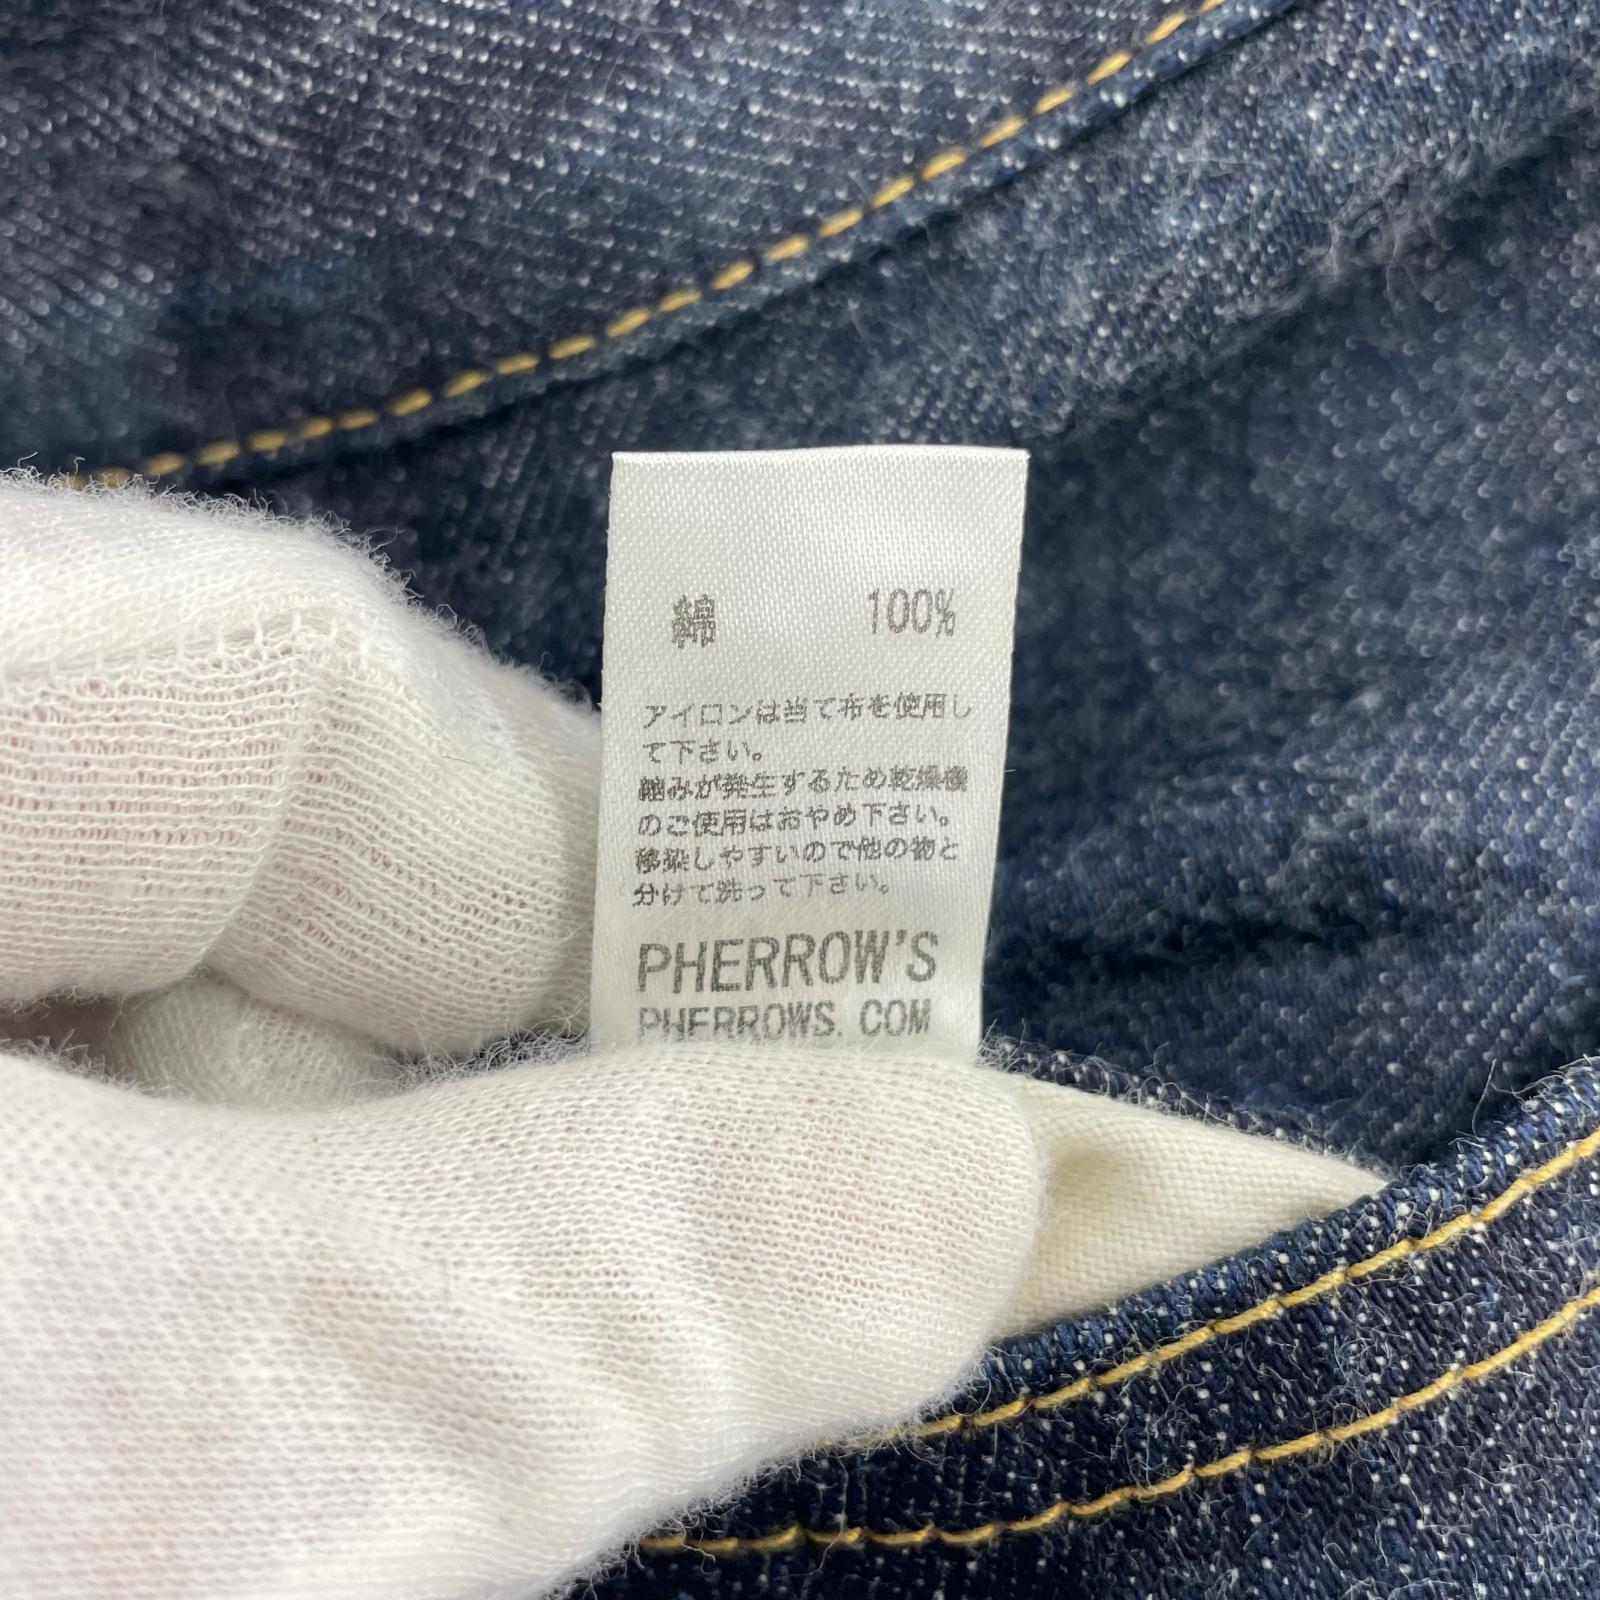 綿 100%
アイロンは当て布を使用し
て下さい。
縮みが発生するため乾燥機
のご使用はおやめ下さい。
移染しやすいので他の物と
分けて洗って下さい。
PHERROW'S
PHERROWS.COM